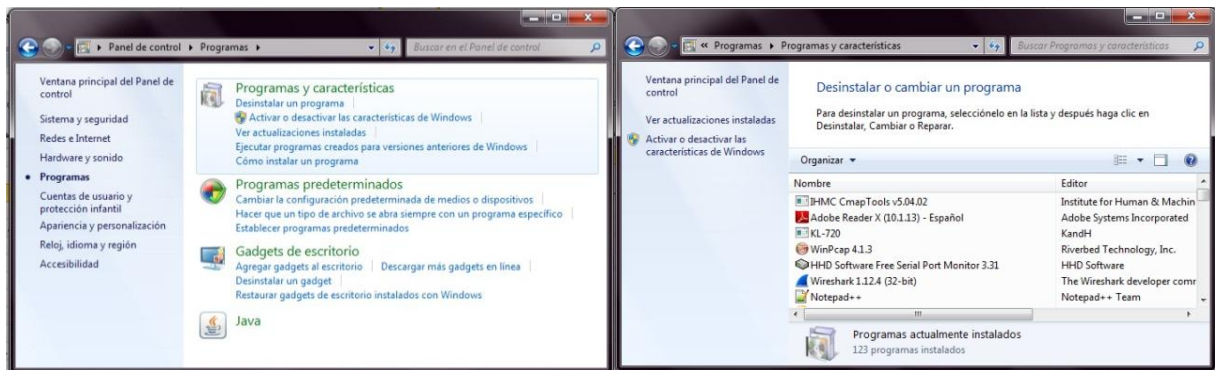 Panel de control ▸ Programas ▸
Buscar en el Panel de control
Ventana principal del Panel de
control
Sistema y seguridad
Redes e Internet
Hardware y sonido
Programas
Cuentas de usuario y
protección infantil
Apariencia y personalización
Reloj, idioma y región
Accesibilidad
Programas y características
Desinstalar un programa
Activar o desactivar las características de Windows
Ver actualizaciones instaladas
Ejecutar programas creados para versiones anteriores de Windows
Cómo instalar un programa
Programas predeterminados
Cambiar la configuración predeterminada de medios o dispositivos
Hacer que un tipo de archivo se abra siempre con un programa específico
Establecer programas predeterminados
Gadgets de escritorio
Agregar gadgets al escritorio Descargar más gadgets en línea
Desinstalar un gadget
Restaurar gadgets de escritorio instalados con Windows
Java
« Programas ▸ Programas y características
Buscar Programas y características
Ventana principal del Panel de
control
Ver actualizaciones instaladas
Activar o desactivar las
características de Windows
Desinstalar o cambiar un programa
Para desinstalar un programa, selecciónelo en la lista y después haga clic en
Desinstalar, Cambiar o Reparar.
Organizar
Nombre Editor
IHMC CmapTools v5.04.02 Institute for Human & Machin
Adobe Reader X (10.1.13) - Español Adobe Systems Incorporated
KL-720 KandH
WinPcap 4.1.3 Riverbed Technology, Inc.
HHD Software Free Serial Port Monitor 3.31 HHD Software
Wireshark 1.12.4 (32-bit) The Wireshark developer comr
Notepad++ Notepad++ Team
Programas actualmente instalados
123 programas instalados